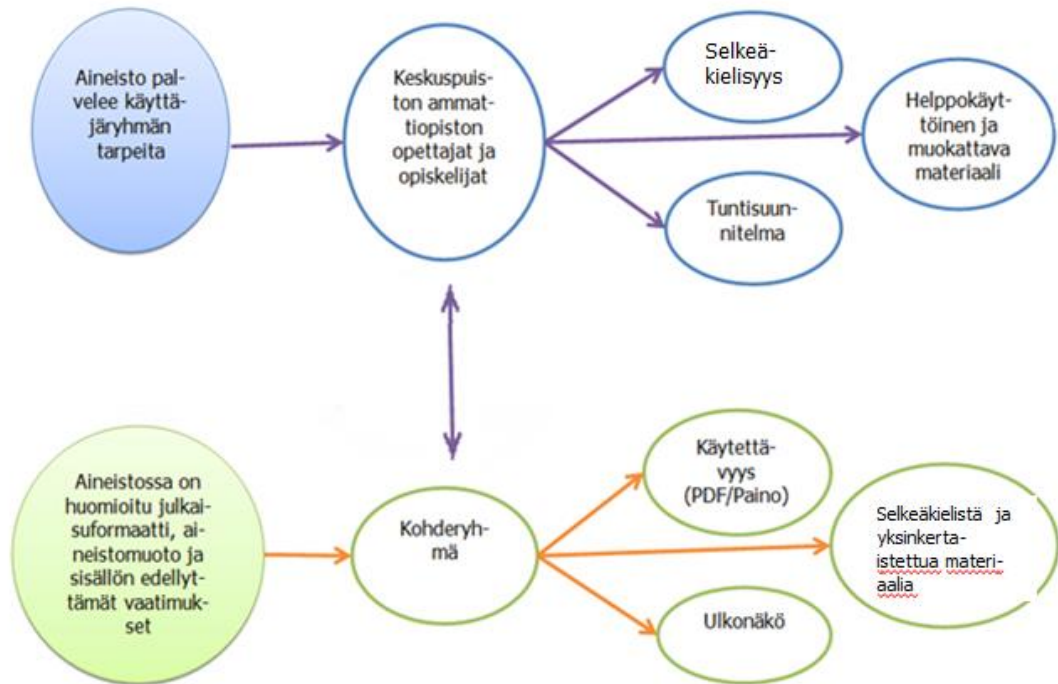 Aineisto pal-
velee käyttä-
järyhmän
tarpeita
Keskuspuis-
ton ammat-
tiopiston
opettajat ja
opiskelijat
Selkeä-
kielisyys
Helppokäyt-
töinen ja
muokattava
materiaali
Tuntisuun-
nitelma
Aineistossa on
huomioitu julkai-
suformaatti, ai-
neistomuoto ja
sisällön edellyt-
tämät vaatimuk-
set
Kohderyh-
mä
Käytettä-
vyys
(PDF/Paino)
Selkeäkielistä ja
yksinkerta-
istettua materi-
aalia
Ulkonäkö